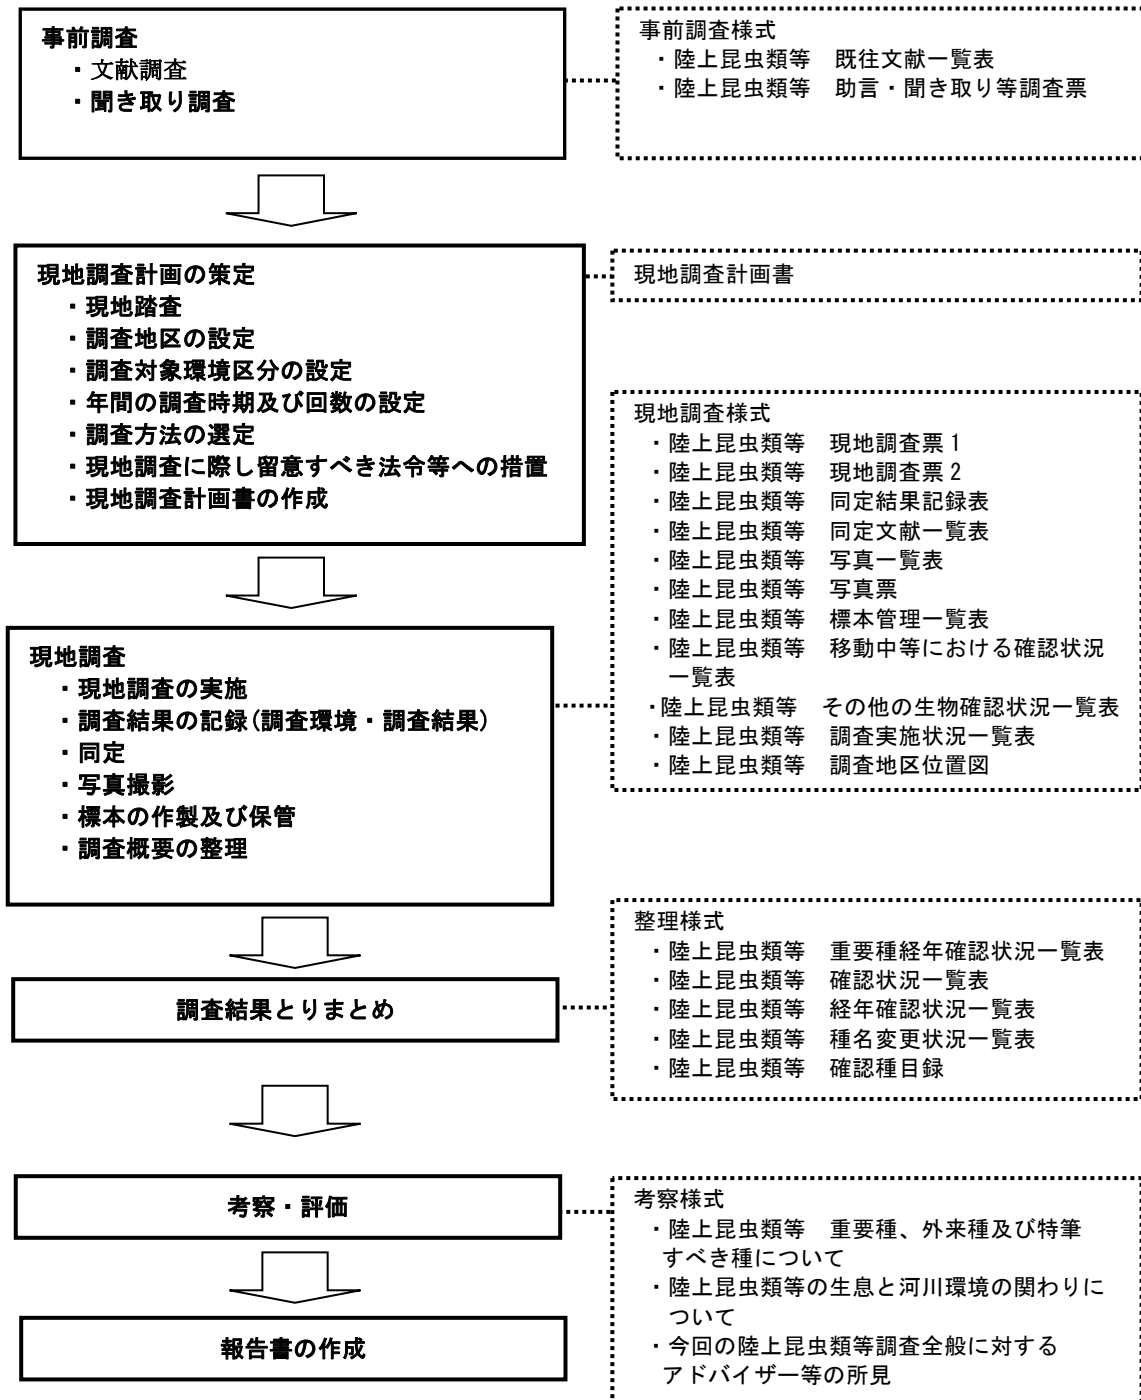 事前調査
・文献調査
・聞き取り調査
事前調査様式
・陸上昆虫類等　既往文献一覧表
・陸上昆虫類等　助言・聞き取り等調査票
現地調査計画の策定
・現地踏査
・調査地区の設定
・調査対象環境区分の設定
・年間の調査時期及び回数の設定
・調査方法の選定
・現地調査に際し留意すべき法令等への措置
・現地調査計画書の作成
現地調査計画書
現地調査
・現地調査の実施
・調査結果の記録(調査環境・調査結果)
・同定
・写真撮影
・標本の作製及び保管
・調査概要の整理
現地調査様式
・陸上昆虫類等　現地調査票１
・陸上昆虫類等　現地調査票２
・陸上昆虫類等　同定結果記録表
・陸上昆虫類等　同定文献一覧表
・陸上昆虫類等　写真一覧表
・陸上昆虫類等　写真票
・陸上昆虫類等　標本管理一覧表
・陸上昆虫類等　移動中等における確認状況
一覧表
・陸上昆虫類等　その他の生物確認状況一覧表
・陸上昆虫類等　調査実施状況一覧表
・陸上昆虫類等　調査地区位置図
調査結果とりまとめ
整理様式
・陸上昆虫類等　重要種経年確認状況一覧表
・陸上昆虫類等　確認状況一覧表
・陸上昆虫類等　経年確認状況一覧表
・陸上昆虫類等　種名変更状況一覧表
・陸上昆虫類等　確認種目録
考察・評価
考察様式
・陸上昆虫類等　重要種、外来種及び特筆
すべき種について
・陸上昆虫類等の生息と河川環境の関わりに
ついて
・今回の陸上昆虫類等調査全般に対する
アドバイザー等の所見
報告書の作成